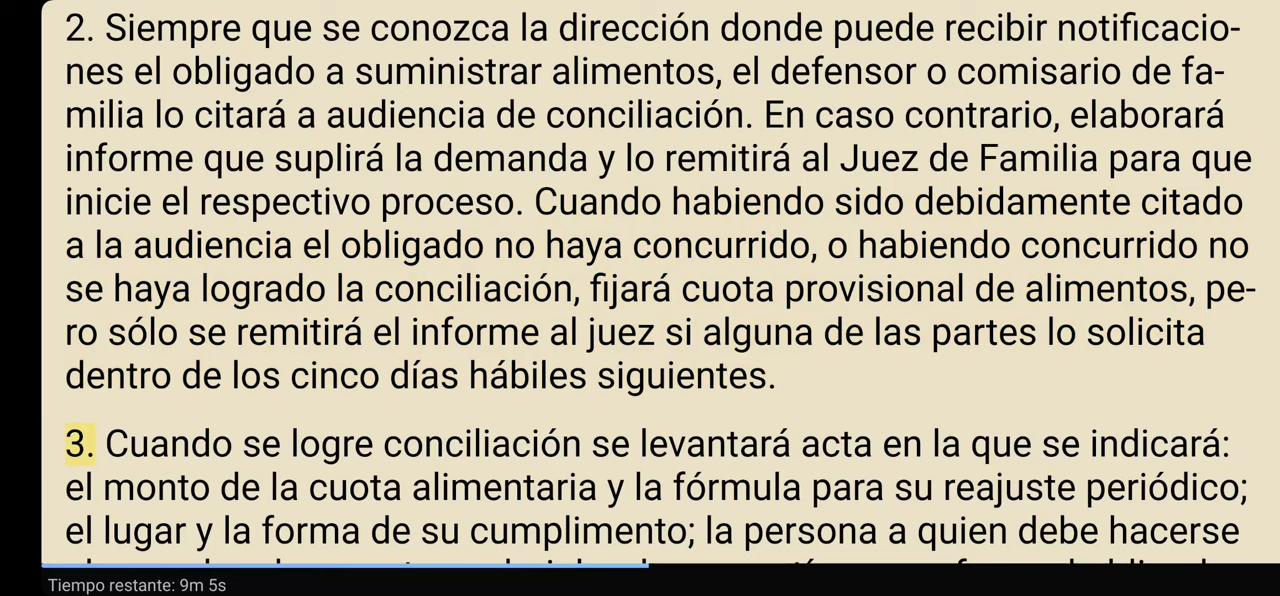 2. Siempre que se conozca la dirección donde puede recibir notificacio-
nes el obligado a suministrar alimentos, el defensor o comisario de fa-
milia lo citará a audiencia de conciliación. En caso contrario, elaborará
informe que suplirá la demanda y lo remitirá al Juez de Familia para que
inicie el respectivo proceso. Cuando habiendo sido debidamente citado
a la audiencia el obligado no haya concurrido, o habiendo concurrido no
se haya logrado la conciliación, fijará cuota provisional de alimentos, pe-
ro sólo se remitirá el informe al juez si alguna de las partes lo solicita
dentro de los cinco días hábiles siguientes.
3. Cuando se logre conciliación se levantará acta en la que se indicará:
el monto de la cuota alimentaria y la fórmula para su reajuste periódico;
el lugar y la forma de su cumplimento; la persona a quien debe hacerse
Tiempo restante: 9m 5s